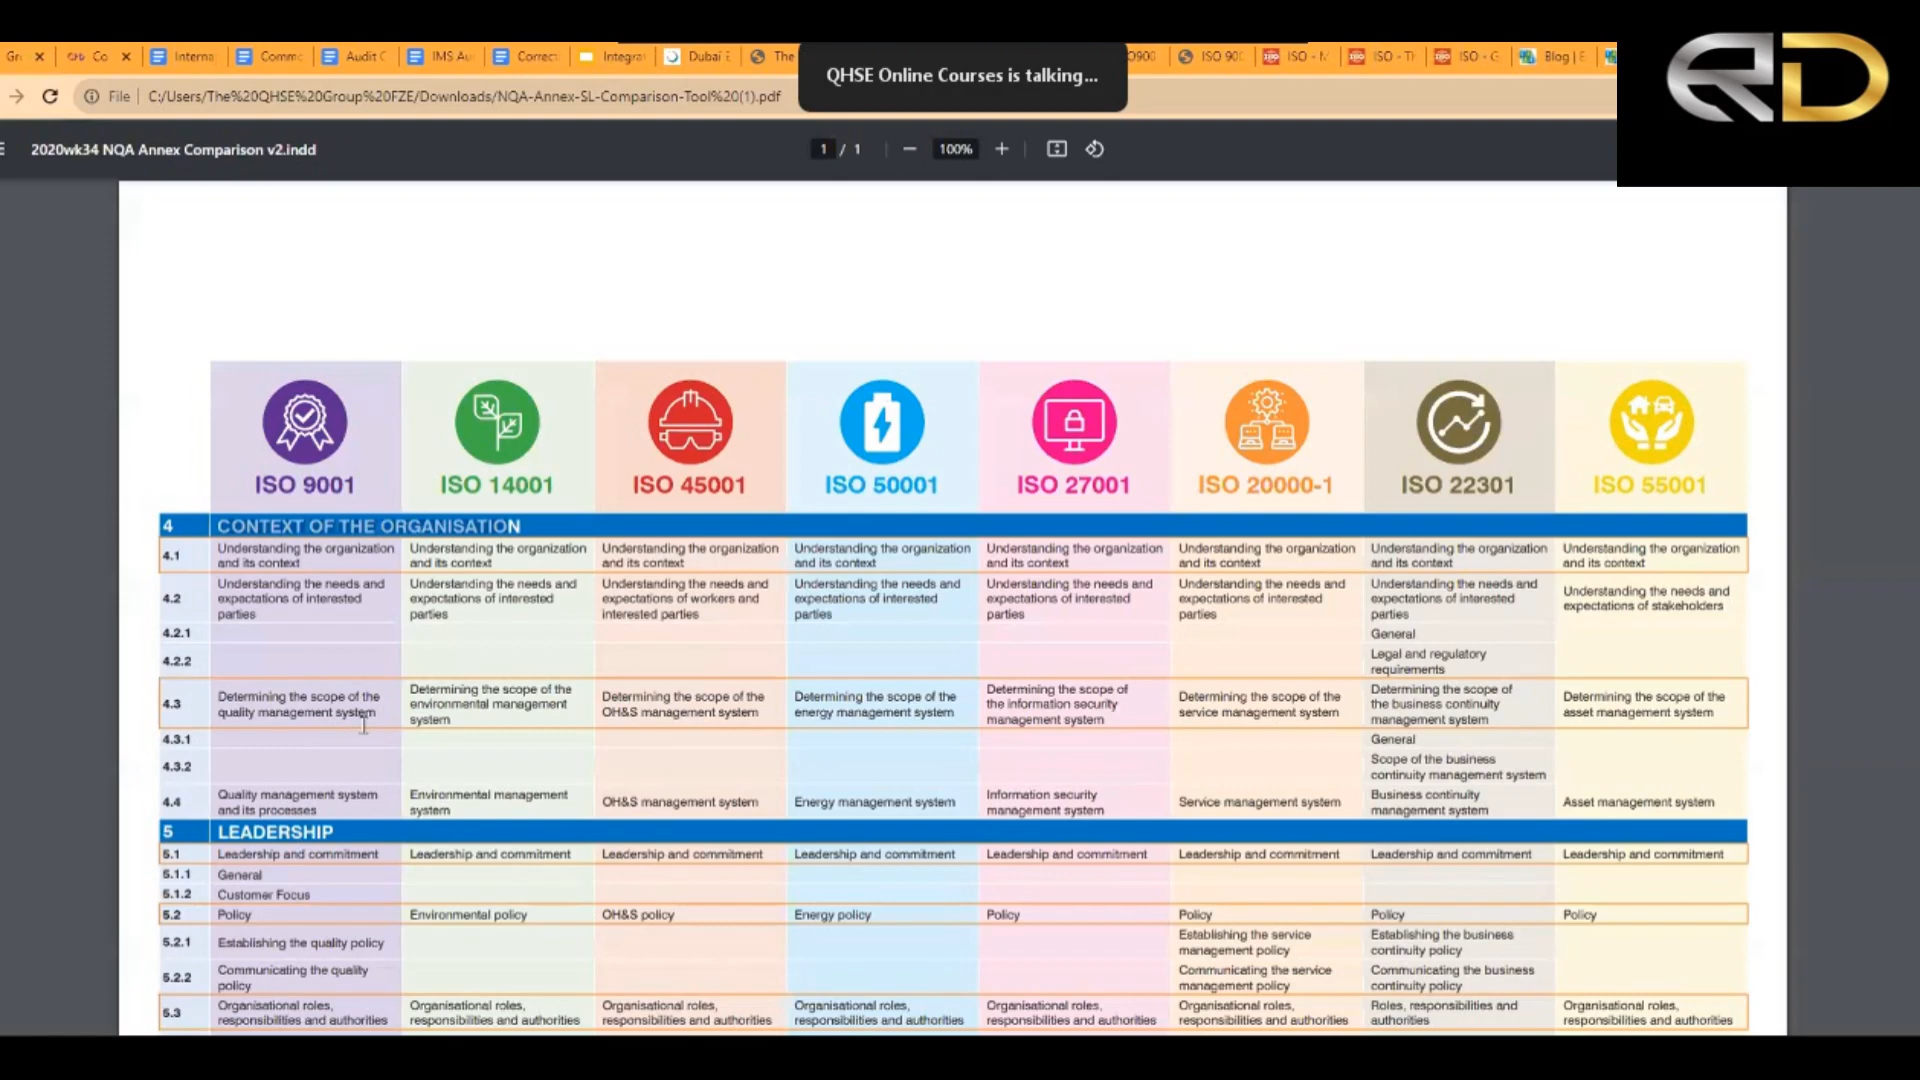 Gr
Co
Interna
Commo
Audit C
IMS Au
Correct
Integra
Dubai E
The
0900
ISO 900
ISO - M
ISO - Tl
ISO - G
Blog | E
QHSE Online Courses is talking...
File
C:/Users/The%20QHSE%20Group%20FZE/Downloads/NQA-Annex-SL-Comparison-Tool%20(1).pdf
RD
2020wk34 NQA Annex Comparison v2.indd
1 / 1
100%
ISO 9001 ISO 14001 ISO 45001 ISO 50001 ISO 27001 ISO 20000-1 ISO 22301 ISO 55001
4 CONTEXT OF THE ORGANISATION
4.1
Understanding the organization
and its context
Understanding the organization
and its context
Understanding the organization
and its context
Understanding the organization
and its context
Understanding the organization
and its context
Understanding the organization
and its context
Understanding the organization
and its context
Understanding the organization
and its context
4.2
Understanding the needs and
expectations of interested
parties
Understanding the needs and
expectations of interested
parties
Understanding the needs and
expectations of workers and
interested parties
Understanding the needs and
expectations of interested
parties
Understanding the needs and
expectations of interested
parties
Understanding the needs and
expectations of interested
parties
Understanding the needs and
expectations of interested
parties
Understanding the needs and
expectations of stakeholders
4.2.1 General
4.2.2
Legal and regulatory
requirements
4.3
Determining the scope of the
quality management system
Determining the scope of the
environmental management
system
Determining the scope of the
OH&S management system
Determining the scope of the
energy management system
Determining the scope of
the information security
management system
Determining the scope of the
service management system
Determining the scope of
the business continuity
management system
Determining the scope of the
asset management system
4.3.1 General
4.3.2
Scope of the business
continuity management system
4.4
Quality management system
and its processes
Environmental management
system
OH&S management system
Energy management system
Information security
management system
Service management system
Business continuity
management system
Asset management system
5 LEADERSHIP
5.1 Leadership and commitment Leadership and commitment Leadership and commitment Leadership and commitment Leadership and commitment Leadership and commitment Leadership and commitment Leadership and commitment
5.1.1 General
5.1.2 Customer Focus
5.2 Policy Environmental policy OH&S policy Energy policy Policy Policy Policy Policy
5.2.1 Establishing the quality policy
Establishing the service
management policy
Establishing the business
continuity policy
5.2.2
Communicating the quality
policy
Communicating the service
management policy
Communicating the business
continuity policy
5.3
Organisational roles,
responsibilities and authorities
Organisational roles,
responsibilities and authorities
Organisational roles,
responsibilities and authorities
Organisational roles,
responsibilities and authorities
Organisational roles,
responsibilities and authorities
Organisational roles,
responsibilities and authorities
Roles, responsibilities and
authorities
Organisational roles,
responsibilities and authorities